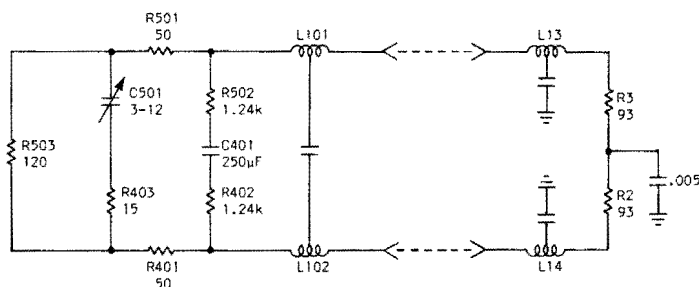 R501
50
L101
L13
C501
3-12
R502
1.24k
R3
93
R503
120
C401
250µF
.005
R403
15
R402
1.24k
R2
93
R401
50
L102
L14